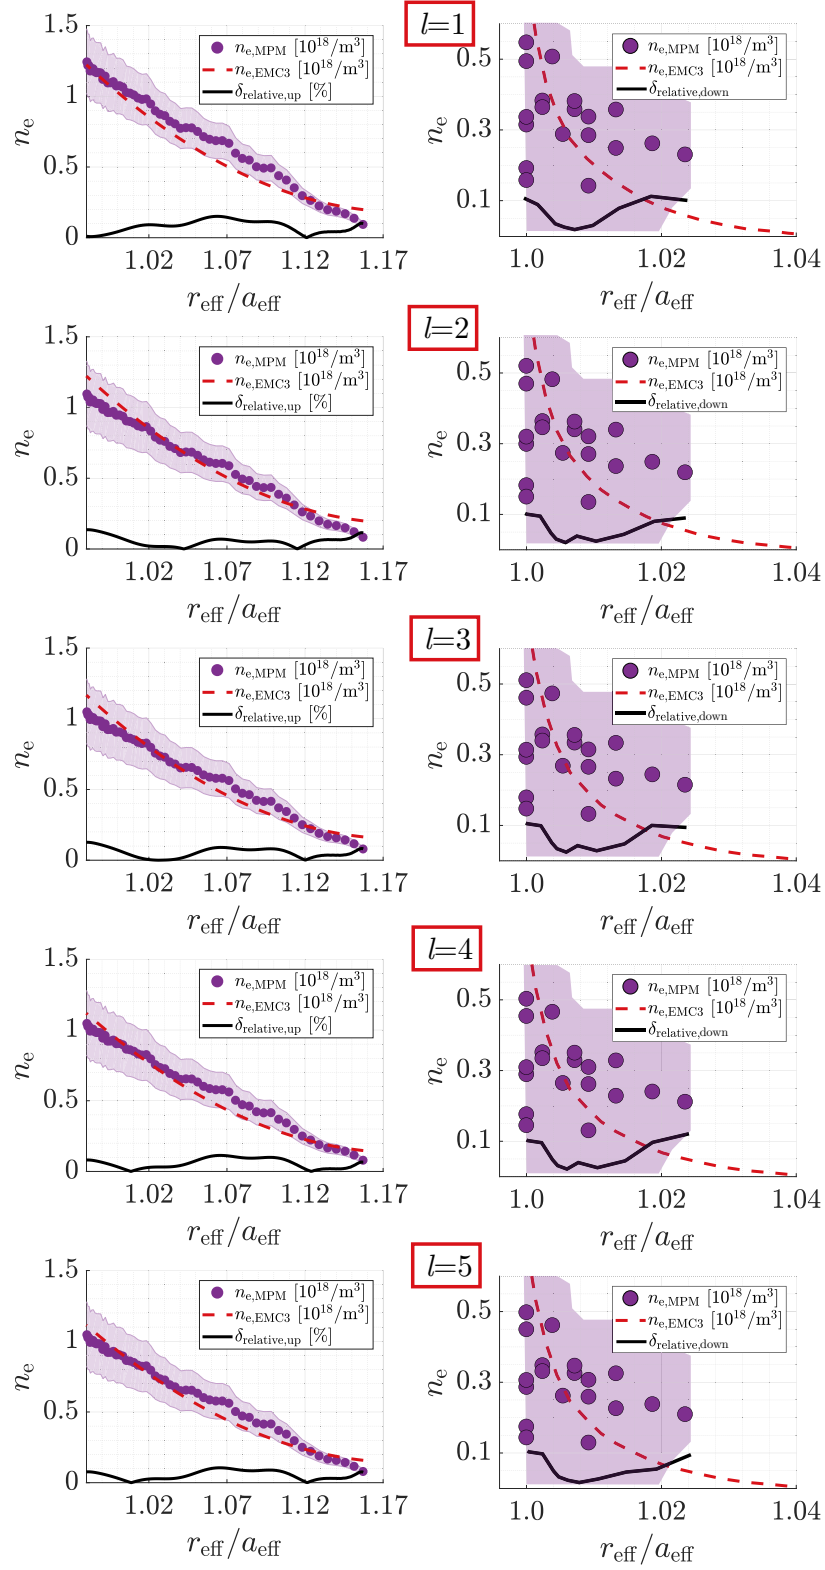 l=1
1.5
1
0.5
0
n_e
n_e,MPM [10^18/m^3]
n_e,EMC3 [10^18/m^3]
δ_relative,up [%]
1.02 1.07 1.12 1.17
r_eff/a_eff
0.5
0.3
0.1
n_e
n_e,MPM [10^18/m^3]
n_e,EMC3 [10^18/m^3]
δ_relative,down
1.0 1.02 1.04
r_eff/a_eff
l=2
1.5
1
0.5
0
n_e
n_e,MPM [10^18/m^3]
n_e,EMC3 [10^18/m^3]
δ_relative,up [%]
1.02 1.07 1.12 1.17
r_eff/a_eff
0.5
0.3
0.1
n_e
n_e,MPM [10^18/m^3]
n_e,EMC3 [10^18/m^3]
δ_relative,down
1.0 1.02 1.04
r_eff/a_eff
l=3
1.5
1
0.5
0
n_e
n_e,MPM [10^18/m^3]
n_e,EMC3 [10^18/m^3]
δ_relative,up [%]
1.02 1.07 1.12 1.17
r_eff/a_eff
0.5
0.3
0.1
n_e
n_e,MPM [10^18/m^3]
n_e,EMC3 [10^18/m^3]
δ_relative,down
1.0 1.02 1.04
r_eff/a_eff
l=4
1.5
1
0.5
0
n_e
n_e,MPM [10^18/m^3]
n_e,EMC3 [10^18/m^3]
δ_relative,up [%]
1.02 1.07 1.12 1.17
r_eff/a_eff
0.5
0.3
0.1
n_e
n_e,MPM [10^18/m^3]
n_e,EMC3 [10^18/m^3]
δ_relative,down
1.0 1.02 1.04
r_eff/a_eff
l=5
1.5
1
0.5
0
n_e
n_e,MPM [10^18/m^3]
n_e,EMC3 [10^18/m^3]
δ_relative,up [%]
1.02 1.07 1.12 1.17
r_eff/a_eff
0.5
0.3
0.1
n_e
n_e,MPM [10^18/m^3]
n_e,EMC3 [10^18/m^3]
δ_relative,down
1.0 1.02 1.04
r_eff/a_eff